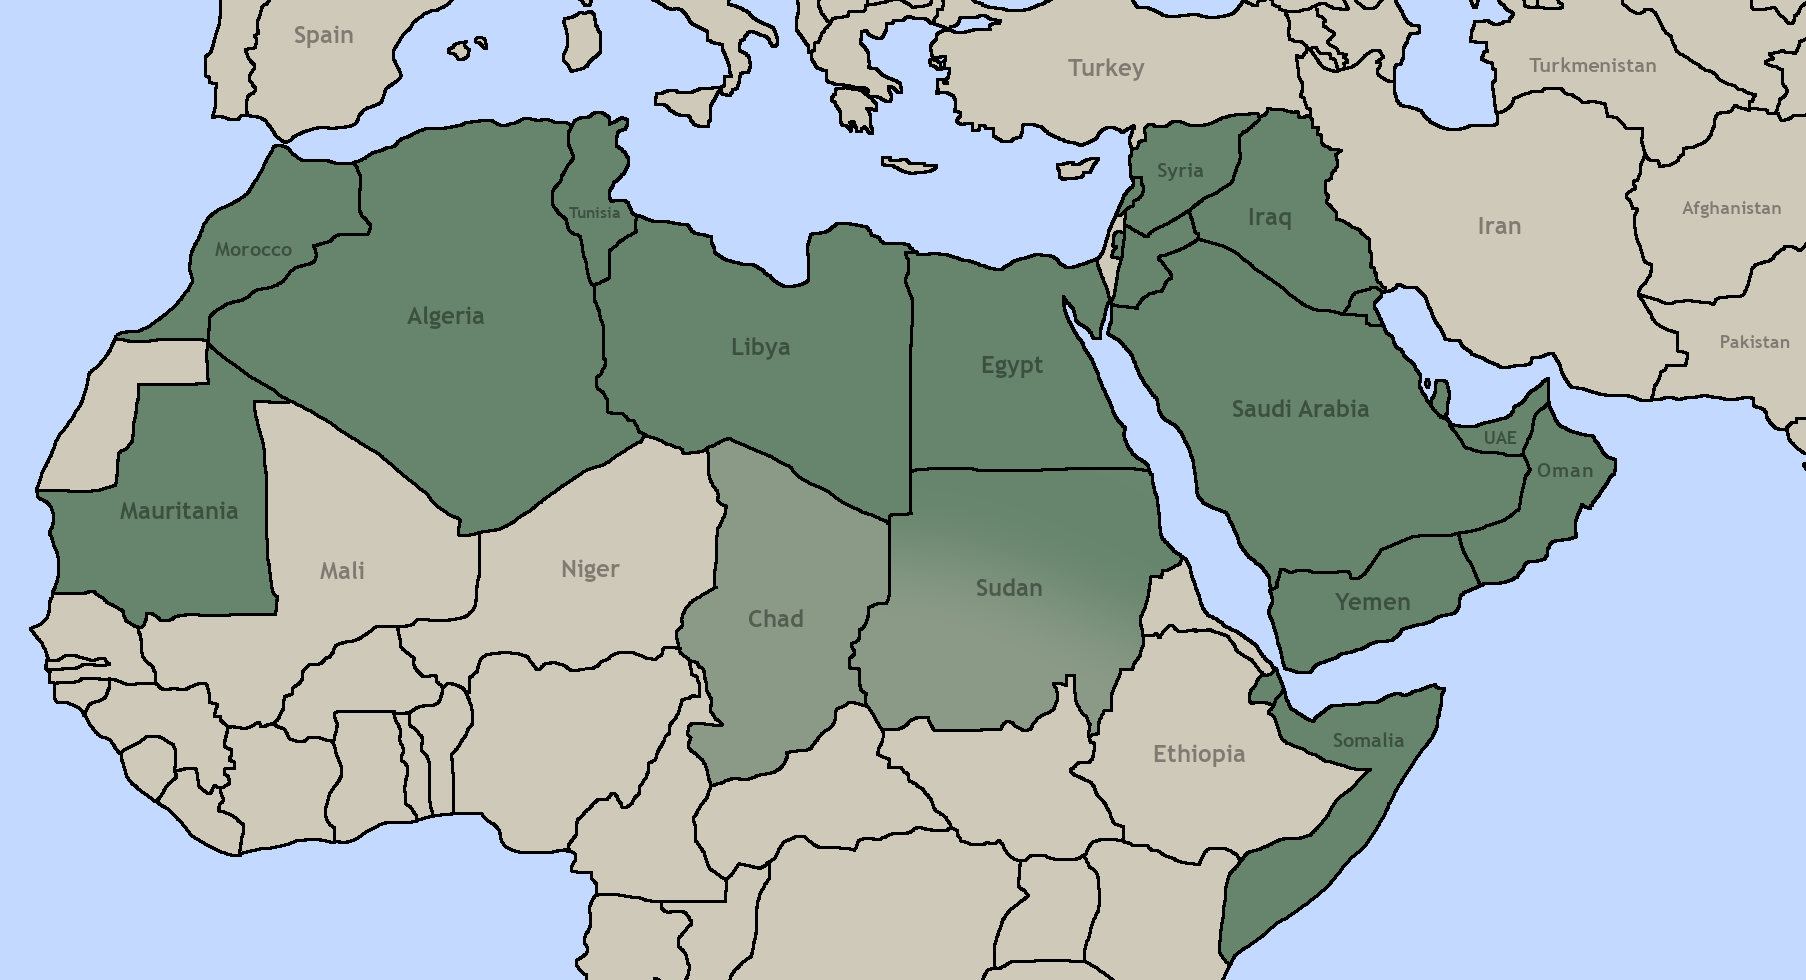 Spain
Turkey
Turkmenistan
Syria
Afghanistan
Tunisia
Iraq
Iran
Morocco
Algeria
Libya
Pakistan
Egypt
Saudi Arabia
UAE
Oman
Mauritania
Mali
Niger
Sudan
Yemen
Chad
Somalia
Ethiopia